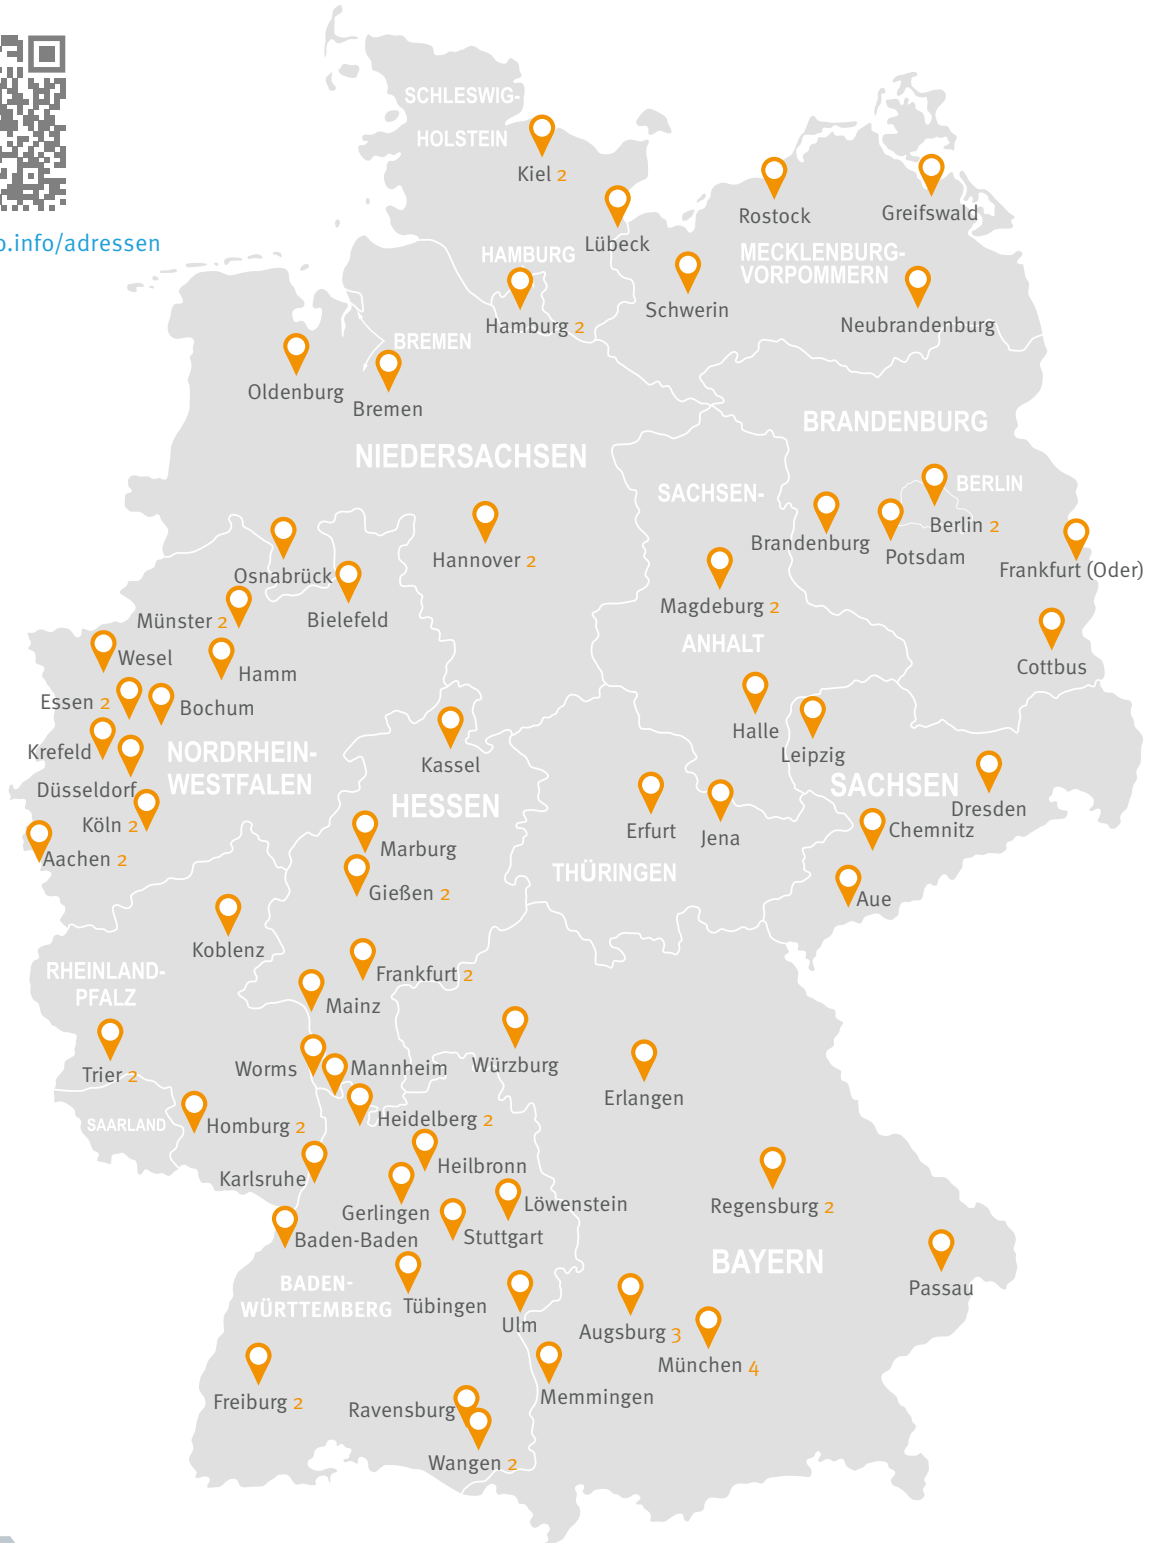 SCHLESWIG-
HOLSTEIN
Kiel 2
Lübeck
Rostock
Greifswald
.info/adressen
HAMBURG
Hamburg 2
Schwerin
MECKLENBURG-
VORPOMMERN
Neubrandenburg
BREMEN
Oldenburg
Bremen
NIEDERSACHSEN
BRANDENBURG
SACHSEN-
BERLIN
Berlin 2
Brandenburg
Potsdam
Frankfurt (Oder)
Hannover 2
Osnabrück
Bielefeld
Magdeburg 2
Münster 2
ANHALT
Wesel
Hamm
Cottbus
Essen 2
Bochum
Halle
Krefeld
NORDRHEIN-
WESTFALEN
Kassel
Leipzig
Düsseldorf
HESSEN
SACHSEN
Dresden
Köln 2
Erfurt
Jena
Chemnitz
Aachen 2
Marburg
THÜRINGEN
Gießen 2
Aue
Koblenz
RHEINLAND-
PFALZ
Frankfurt 2
Mainz
Trier 2
Worms
Mannheim
Würzburg
Erlangen
SAARLAND
Homburg 2
Heidelberg 2
Karlsruhe
Heilbronn
Gerlingen
Löwenstein
Regensburg 2
Baden-Baden
Stuttgart
BAYERN
BADEN-
WÜRTTEMBERG
Tübingen
Passau
Ulm
Augsburg 3
München 4
Freiburg 2
Memmingen
Ravensburg
Wangen 2